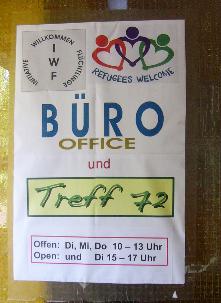 INITIATIVE WILLKOMMEN FLÜCHTLINGE
I W F
REFUGEES WELCOME
BÜRO
OFFICE
und
Treff 72
Offen: Di, Mi, Do 10 – 13 Uhr
Open: und Di 15 – 17 Uhr